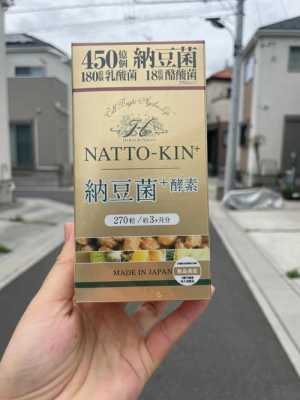 450億個 納豆菌
180億個 乳酸菌 18億個 酪酸菌
NATTO-KIN+
納豆菌+酵素
270粒/約3ヶ月分
MADE IN JAPAN